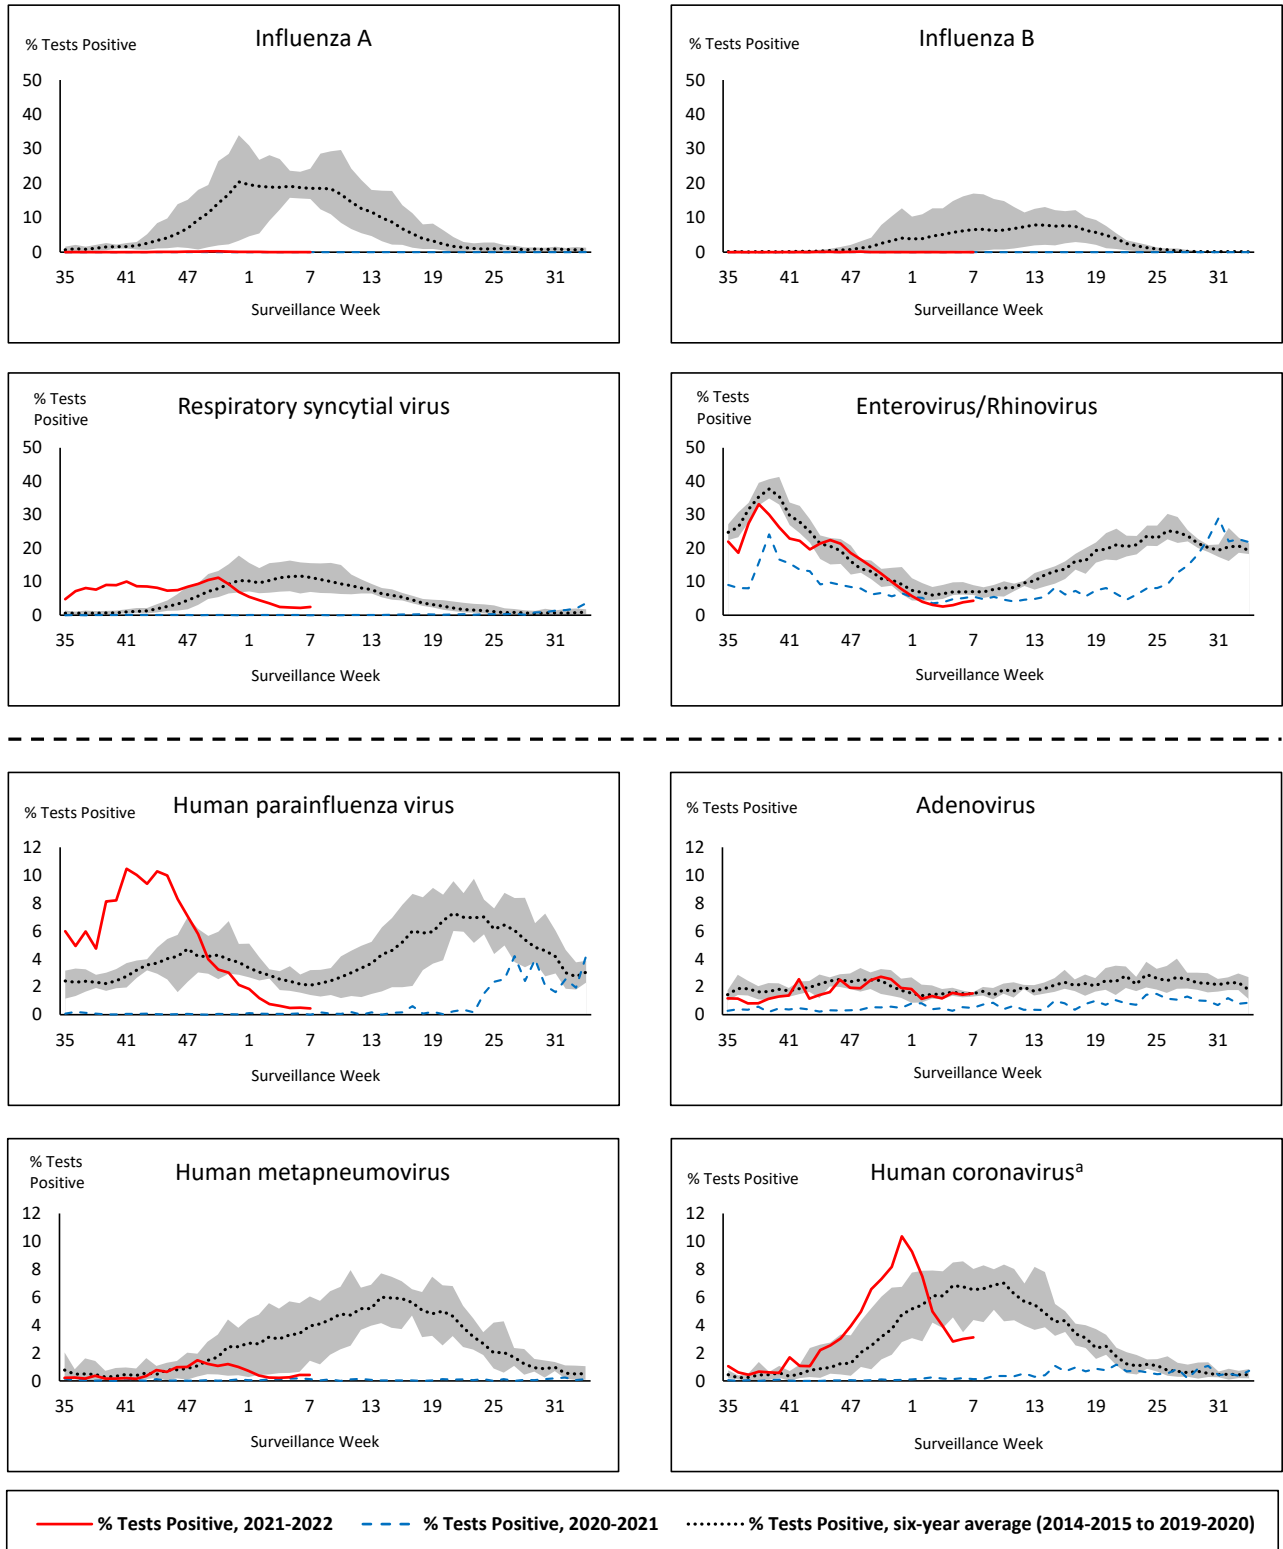 Influenza A
% Tests Positive
50
40
30
20
10
0
35 41 47 1 7 13 19 25 31
Surveillance Week
Influenza B
% Tests Positive
50
40
30
20
10
0
35 41 47 1 7 13 19 25 31
Surveillance Week
Respiratory syncytial virus
% Tests
Positive
50
40
30
20
10
0
35 41 47 1 7 13 19 25 31
Surveillance Week
Enterovirus/Rhinovirus
% Tests
Positive
50
40
30
20
10
0
35 41 47 1 7 13 19 25 31
Surveillance Week
Human parainfluenza virus
% Tests Positive
12
10
8
6
4
2
0
35 41 47 1 7 13 19 25 31
Surveillance Week
Adenovirus
% Tests Positive
12
10
8
6
4
2
0
35 41 47 1 7 13 19 25 31
Surveillance Week
Human metapneumovirus
% Tests
Positive
12
10
8
6
4
2
0
35 41 47 1 7 13 19 25 31
Surveillance Week
Human coronavirusᵃ
% Tests Positive
12
10
8
6
4
2
0
35 41 47 1 7 13 19 25 31
Surveillance Week
% Tests Positive, 2021-2022 % Tests Positive, 2020-2021 % Tests Positive, six-year average (2014-2015 to 2019-2020)